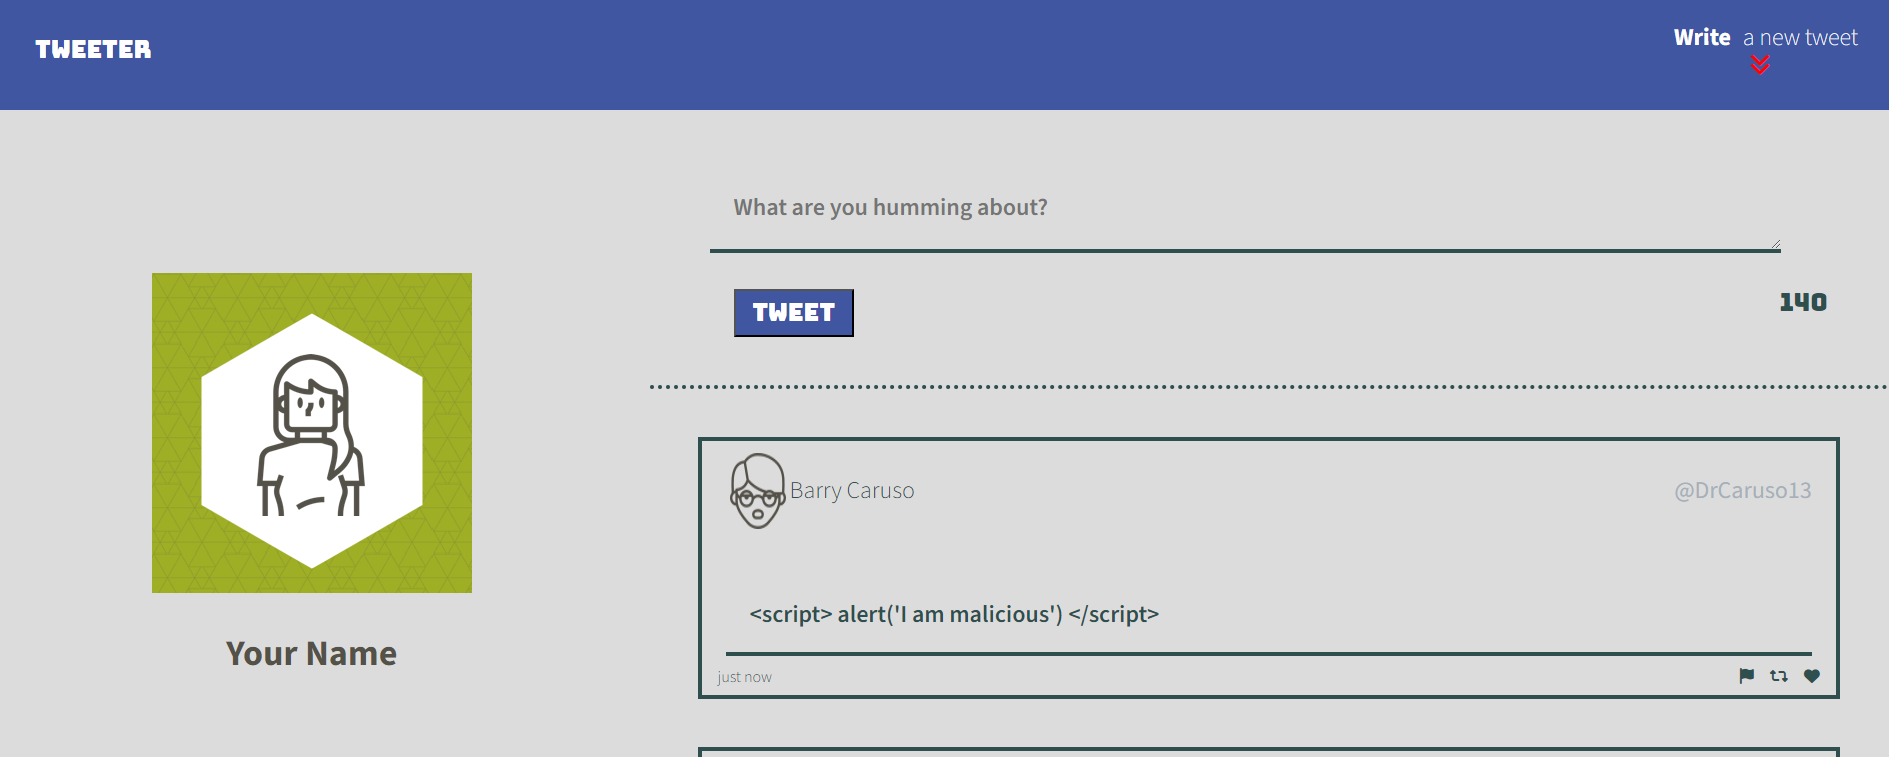 TWEETER
Write a new tweet
What are you humming about?
TWEET
140
Your Name
Barry Caruso
@DrCaruso13
<script> alert('I am malicious') </script>
just now